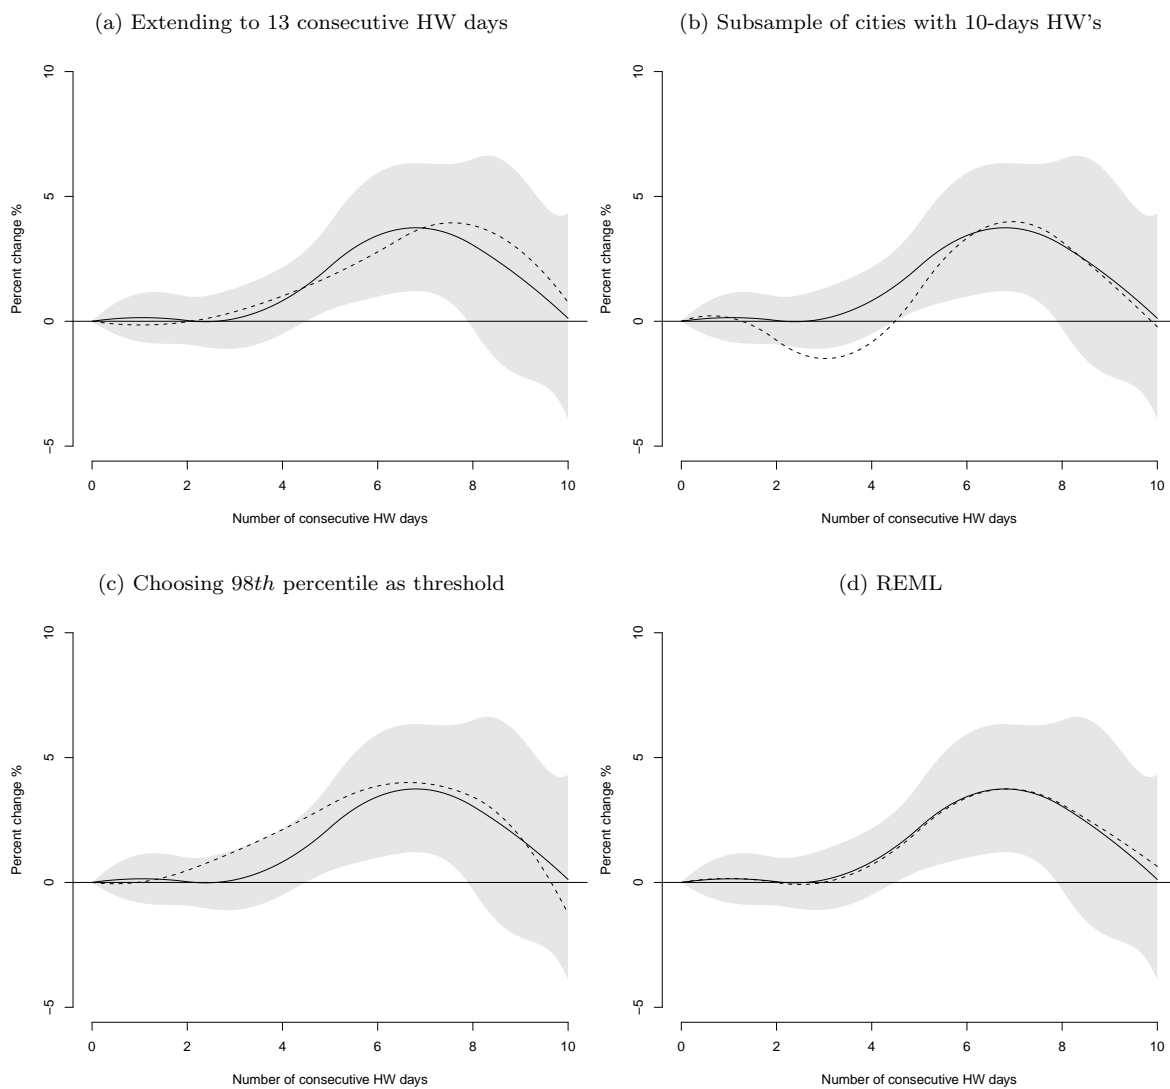 (a) Extending to 13 consecutive HW days
(b) Subsample of cities with 10-days HW's
10
5
0
−5
Percent change %
0 2 4 6 8 10
Number of consecutive HW days
10
5
0
−5
Percent change %
0 2 4 6 8 10
Number of consecutive HW days
(c) Choosing 98th percentile as threshold
(d) REML
10
5
0
−5
Percent change %
0 2 4 6 8 10
Number of consecutive HW days
10
5
0
−5
Percent change %
0 2 4 6 8 10
Number of consecutive HW days